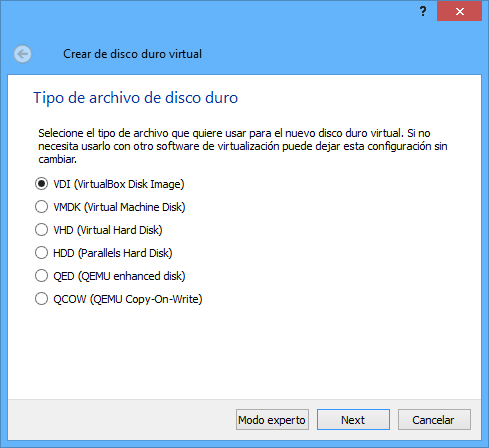 ?
Crear de disco duro virtual
Tipo de archivo de disco duro
Selecione el tipo de archivo que quiere usar para el nuevo disco duro virtual. Si no
necesita usarlo con otro software de virtualización puede dejar esta configuración sin
cambiar.
VDI (VirtualBox Disk Image)
VMDK (Virtual Machine Disk)
VHD (Virtual Hard Disk)
HDD (Parallels Hard Disk)
QED (QEMU enhanced disk)
QCOW (QEMU Copy-On-Write)
Modo experto Next Cancelar